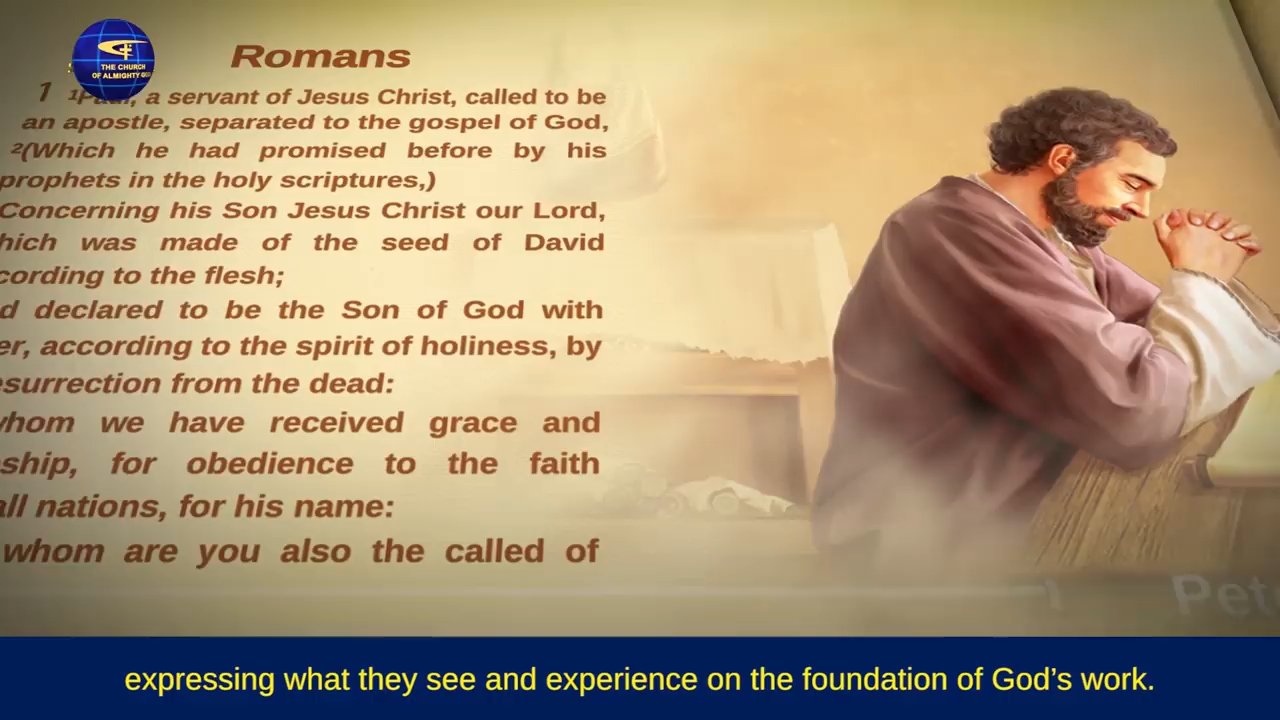 THE CHURCH
OF ALMIGHTY GOD
Romans
1 ¹Paul, a servant of Jesus Christ, called to be
an apostle, separated to the gospel of God,
²(Which he had promised before by his
prophets in the holy scriptures,)
Concerning his Son Jesus Christ our Lord,
was made of the seed of David
to the flesh;
declared to be the Son of God with
according to the spirit of holiness, by
from the dead:
we have received grace and
for obedience to the faith
nations, for his name:
whom are you also the called of
expressing what they see and experience on the foundation of God's work.